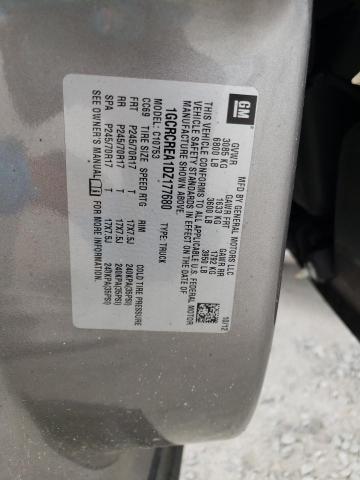 GM
MFD BY GENERAL MOTORS LLC
10/12
GVWR
GAWR FRT
GAWR RR
3085 KG
1633 KG
1792 KG
6800 LB
3600 LB
3950 LB
THIS VEHICLE CONFORMS TO ALL APPLICABLE U.S. FEDERAL MOTOR
VEHICLE SAFETY STANDARDS IN EFFECT ON THE DATE OF
MANUFACTURE SHOWN ABOVE.
1GCRCREA1DZ177680
TYPE: TRUCK
MODEL: C10753
CC69 TIRE SIZE SPEED RTG RIM COLD TIRE PRESSURE
FRT P245/70R17 T 17X7.5J 240KPA(35PSI)
RR P245/70R17 T 17X7.5J 240KPA(35PSI)
SPA P245/70R17 T 17X7.5J 240KPA(35PSI)
SEE OWNER'S MANUAL